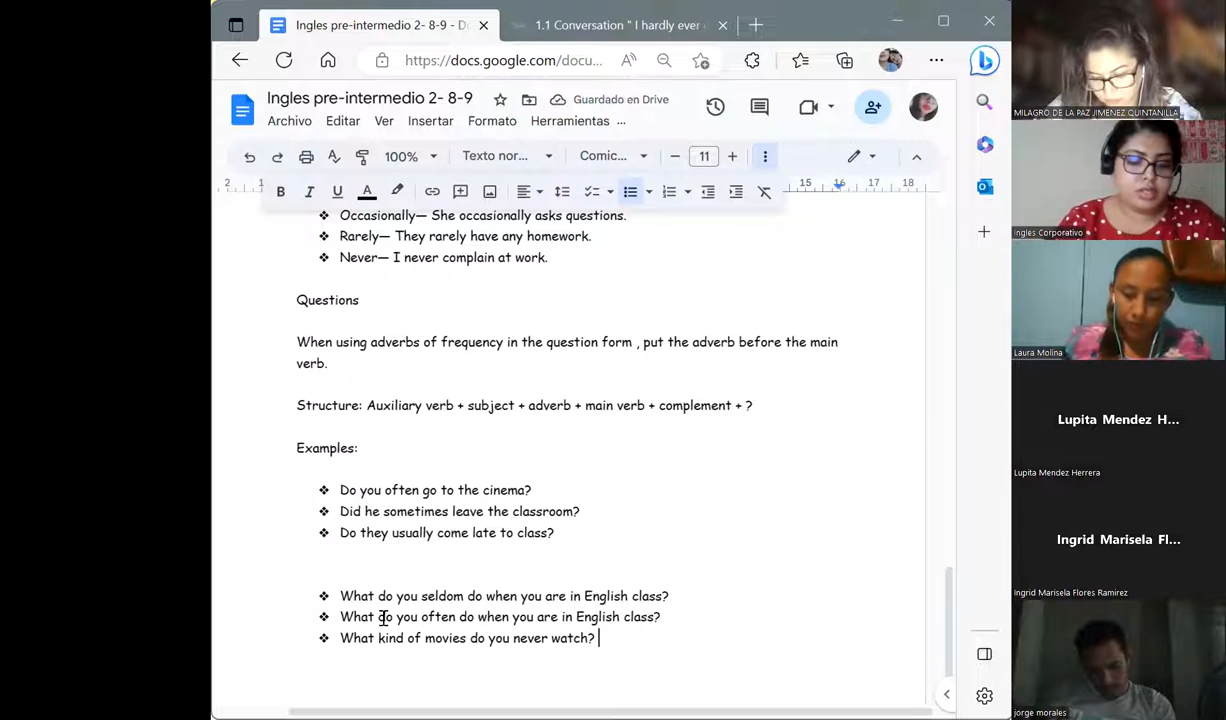 Ingles pre-intermedio 2- 8-9 - Do
1.1 Conversation " I hardly ever
https://docs.google.com/docu...
Ingles pre-intermedio 2- 8-9
Guardado en Drive
Archivo Editar Ver Insertar Formato Herramientas ...
100% Texto nor... Comic... 11
2 1 15 16 17 18
Occasionally— She occasionally asks questions.
Rarely— They rarely have any homework.
Never— I never complain at work.
Questions
When using adverbs of frequency in the question form , put the adverb before the main
verb.
Structure: Auxiliary verb + subject + adverb + main verb + complement + ?
Examples:
Do you often go to the cinema?
Did he sometimes leave the classroom?
Do they usually come late to class?
What do you seldom do when you are in English class?
What do you often do when you are in English class?
What kind of movies do you never watch?
MILAGRO DE LA PAZ JIMENEZ QUINTANILLA
Ingles Corporativo
Laura Molina
Lupita Mendez H...
Lupita Mendez Herrera
Ingrid Marisela Fl...
Ingrid Marisela Flores Ramirez
jorge morales